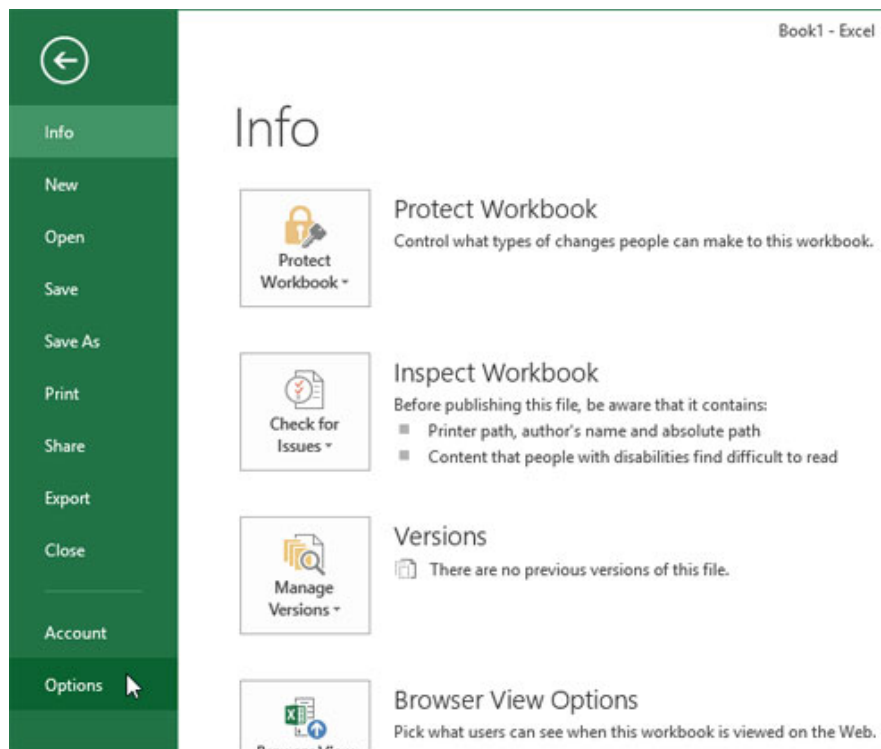 Book1 - Excel
Info
New
Open
Save
Save As
Print
Share
Export
Close
Account
Options
Info
Protect
Workbook
Protect Workbook
Control what types of changes people can make to this workbook.
Check for
Issues
Inspect Workbook
Before publishing this file, be aware that it contains:
Printer path, author's name and absolute path
Content that people with disabilities find difficult to read
Manage
Versions
Versions
There are no previous versions of this file.
Browser View Options
Pick what users can see when this workbook is viewed on the Web.